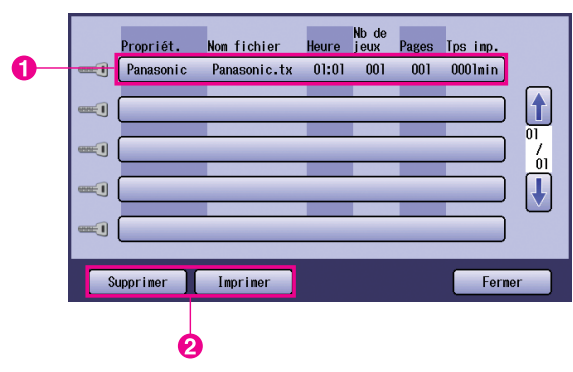 Propriét. Nom fichier Heure Nb de jeux Pages Tps imp.
1 Panasonic Panasonic.tx 01:01 001 001 0001min
01
/
01
Supprimer Imprimer Fermer
2